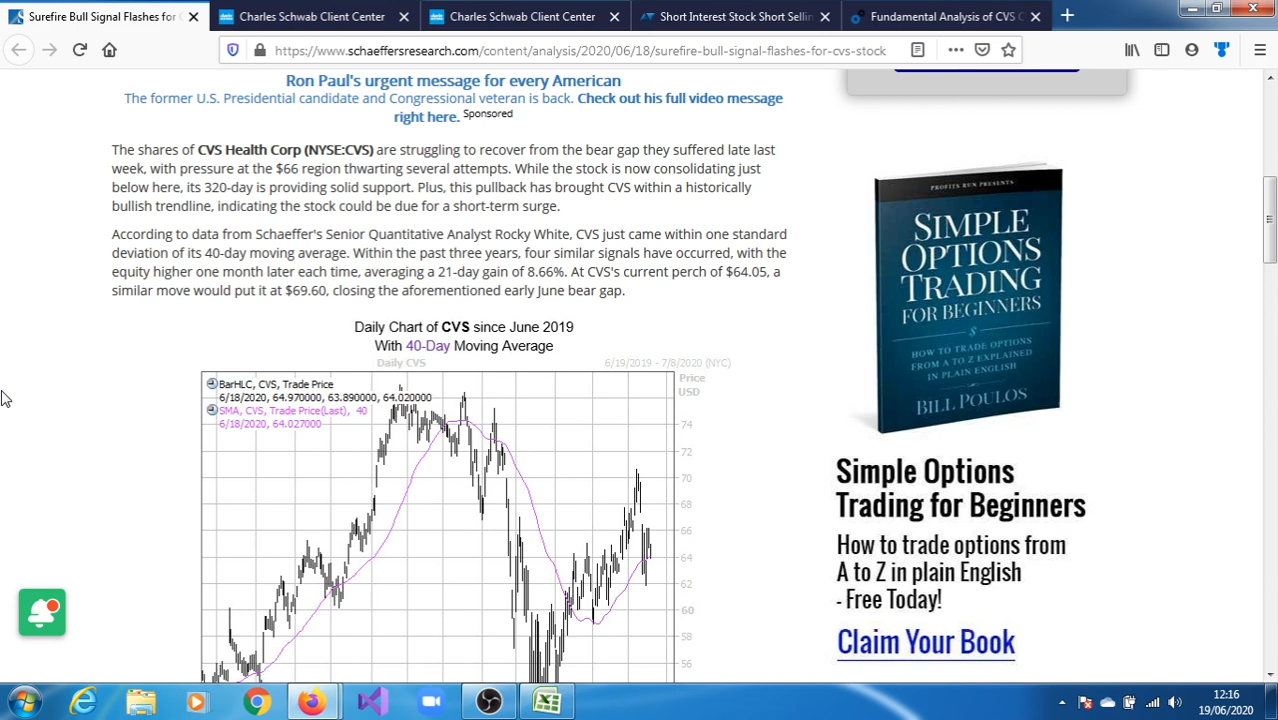 Surefire Bull Signal Flashes for C
Charles Schwab Client Center
Charles Schwab Client Center
Short Interest Stock Short Sellin
Fundamental Analysis of CVS C
https://www.schaeffersresearch.com/content/analysis/2020/06/18/surefire-bull-signal-flashes-for-cvs-stock
Ron Paul's urgent message for every American
The former U.S. Presidential candidate and Congressional veteran is back. Check out his full video message
right here. Sponsored
The shares of CVS Health Corp (NYSE:CVS) are struggling to recover from the bear gap they suffered late last
week, with pressure at the $66 region thwarting several attempts. While the stock is now consolidating just
below here, its 320-day is providing solid support. Plus, this pullback has brought CVS within a historically
bullish trendline, indicating the stock could be due for a short-term surge.
According to data from Schaeffer's Senior Quantitative Analyst Rocky White, CVS just came within one standard
deviation of its 40-day moving average. Within the past three years, four similar signals have occurred, with the
equity higher one month later each time, averaging a 21-day gain of 8.66%. At CVS's current perch of $64.05, a
similar move would put it at $69.60, closing the aforementioned early June bear gap.
Daily Chart of CVS since June 2019
With 40-Day Moving Average
Daily CVS
6/19/2019 - 7/8/2020 (NYC)
BarHLC, CVS, Trade Price
6/18/2020, 64.970000, 63.890000, 64.020000
SMA, CVS, Trade Price(Last), 40
6/18/2020, 64.027000
Price
USD
74
72
70
68
66
64
62
60
58
56
PROFITS RUN PRESENTS
SIMPLE
OPTIONS
TRADING
FOR BEGINNERS
HOW TO TRADE OPTIONS
FROM A TO Z EXPLAINED
IN PLAIN ENGLISH
BILL POULOS
Simple Options
Trading for Beginners
How to trade options from
A to Z in plain English
- Free Today!
Claim Your Book
12:16
19/06/2020